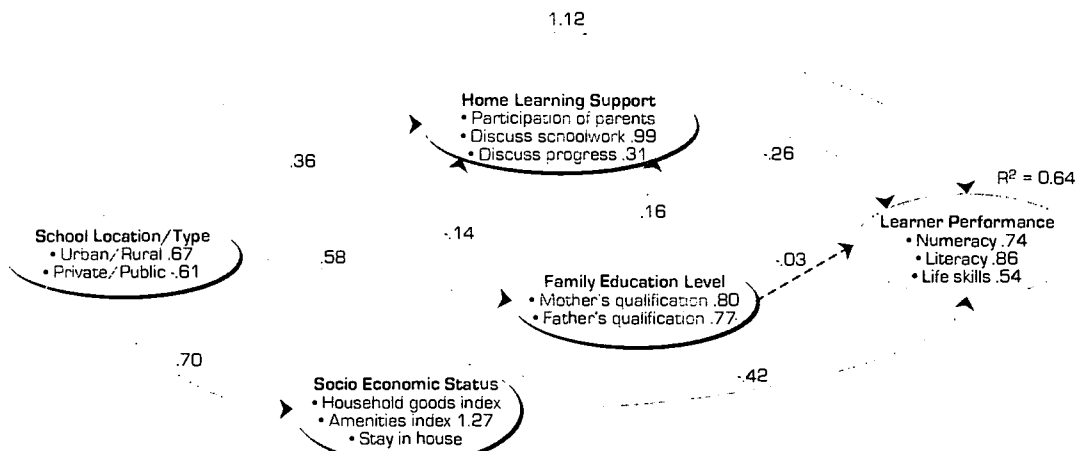 1.12
Home Learning Support
• Participation of parents
• Discuss schoolwork .99
• Discuss progress .31
.36
-.26
R² = 0.64
School Location/Type
• Urban/Rural .67
• Private/Public -.61
.58
-.14
.16
-.03
Learner Performance
• Numeracy .74
• Literacy .86
• Life skills .54
Family Education Level
• Mother's qualification .80
• Father's qualification .77
.70
-.42
Socio Economic Status
• Household goods index
• Amenities index 1.27
• Stay in house